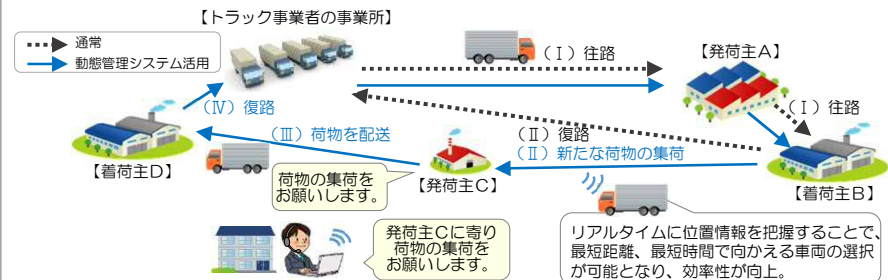 【トラック事業者の事業所】
通常
動態管理システム活用
（Ⅰ）往路
【発荷主A】
（Ⅳ）復路
（Ⅰ）往路
（Ⅲ）荷物を配送
（Ⅱ）復路
（Ⅱ）新たな荷物の集荷
【着荷主D】
【発荷主C】
【着荷主B】
荷物の集荷を
お願いします。
発荷主Cに寄り
荷物の集荷を
お願いします。
リアルタイムに位置情報を把握することで、
最短距離、最短時間で向かえる車両の選択
が可能となり、効率性が向上。